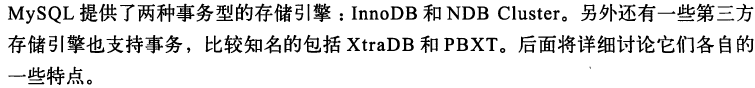 MySQL 提供了两种事务型的存储引擎：InnoDB 和 NDB Cluster。另外还有一些第三方
存储引擎也支持事务，比较知名的包括 XtraDB 和 PBXT。后面将详细讨论它们各自的
一些特点。